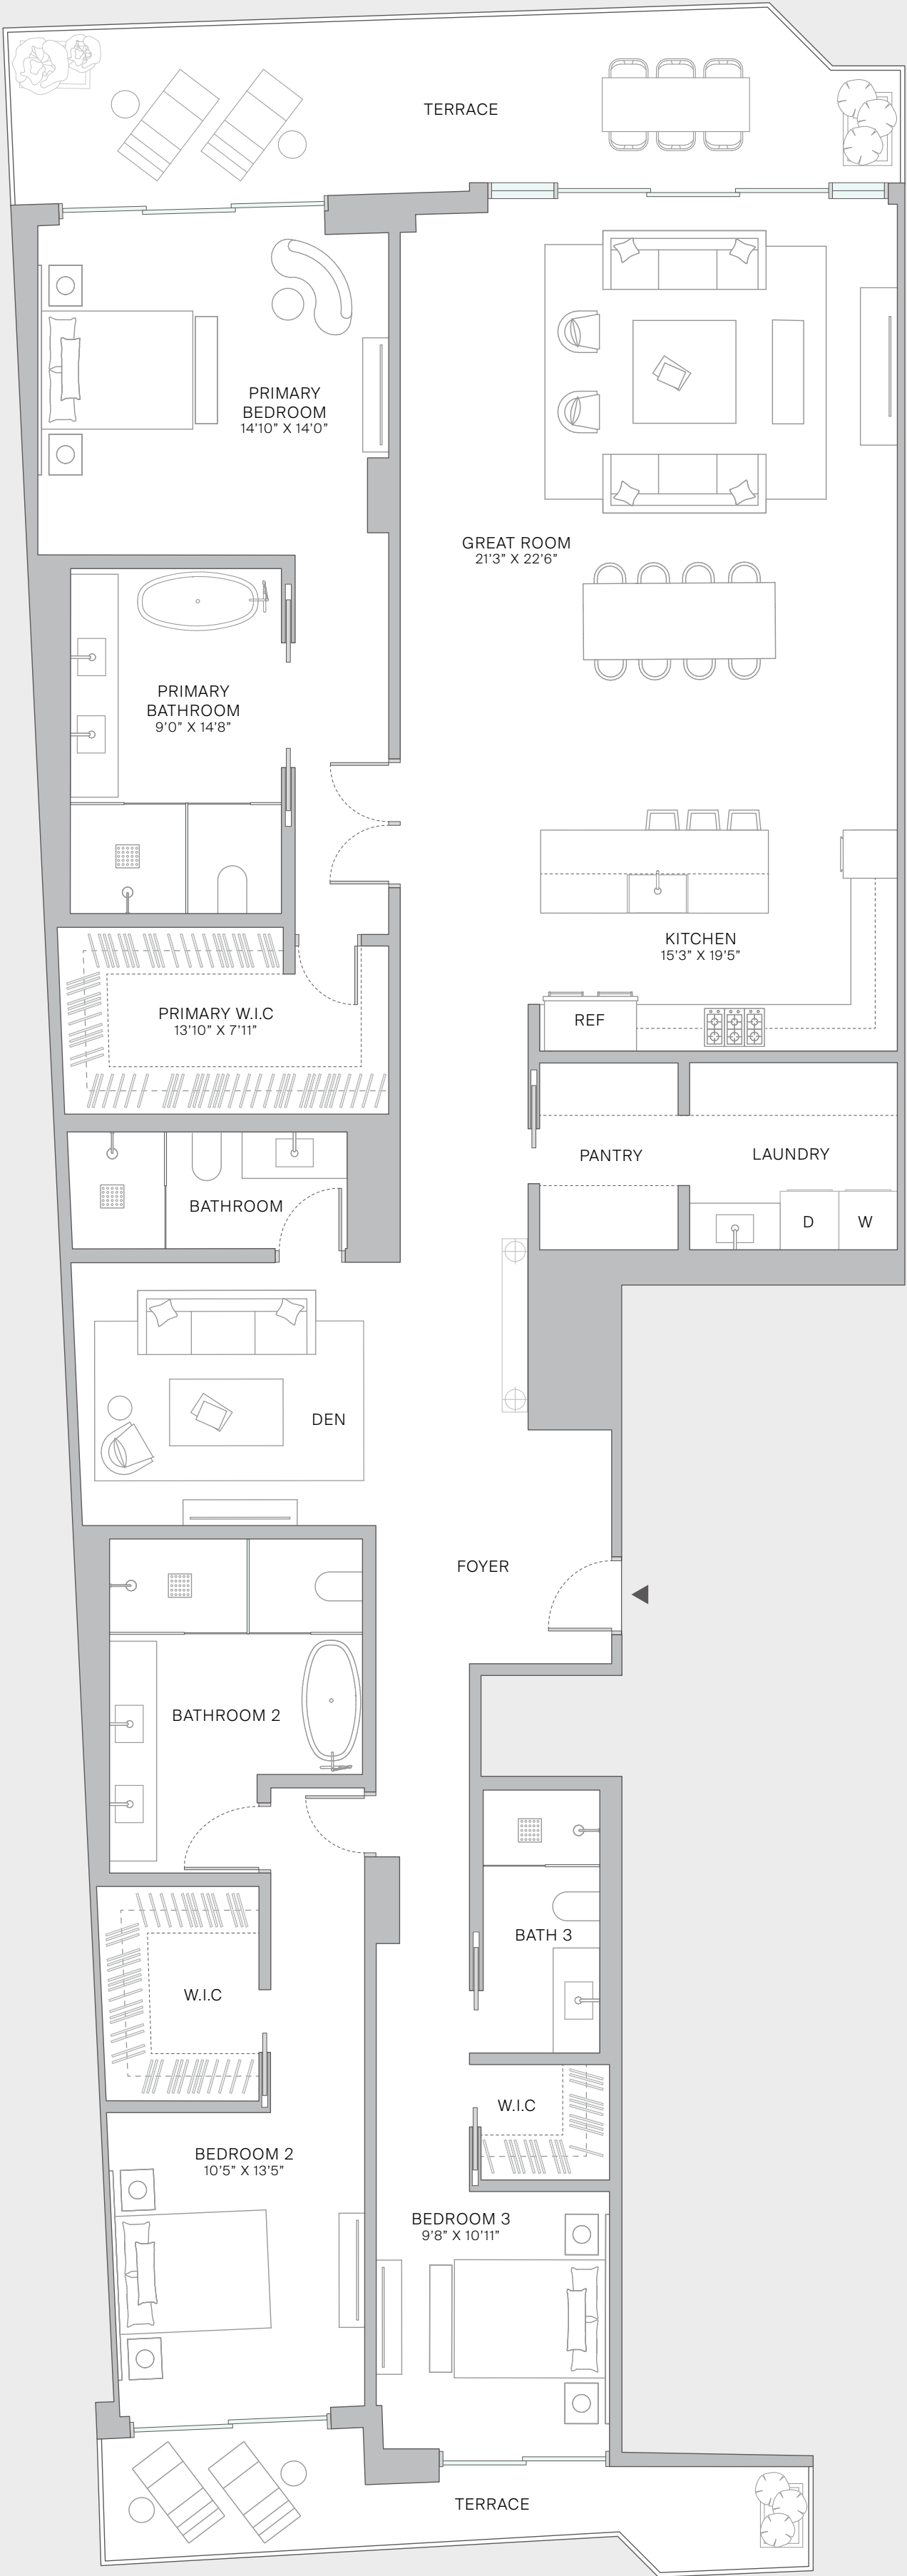 TERRACE
PRIMARY
BEDROOM
14’10” X 14’0”
GREAT ROOM
21’3” X 22’6”
PRIMARY
BATHROOM
9’0” X 14’8”
KITCHEN
15’3” X 19’5”
PRIMARY W.I.C
13’10” X 7’11”
REF
PANTRY
LAUNDRY
BATHROOM
D
W
DEN
FOYER
BATHROOM 2
BATH 3
W.I.C
W.I.C
BEDROOM 2
10’5” X 13’5”
BEDROOM 3
9’8” X 10’11”
TERRACE